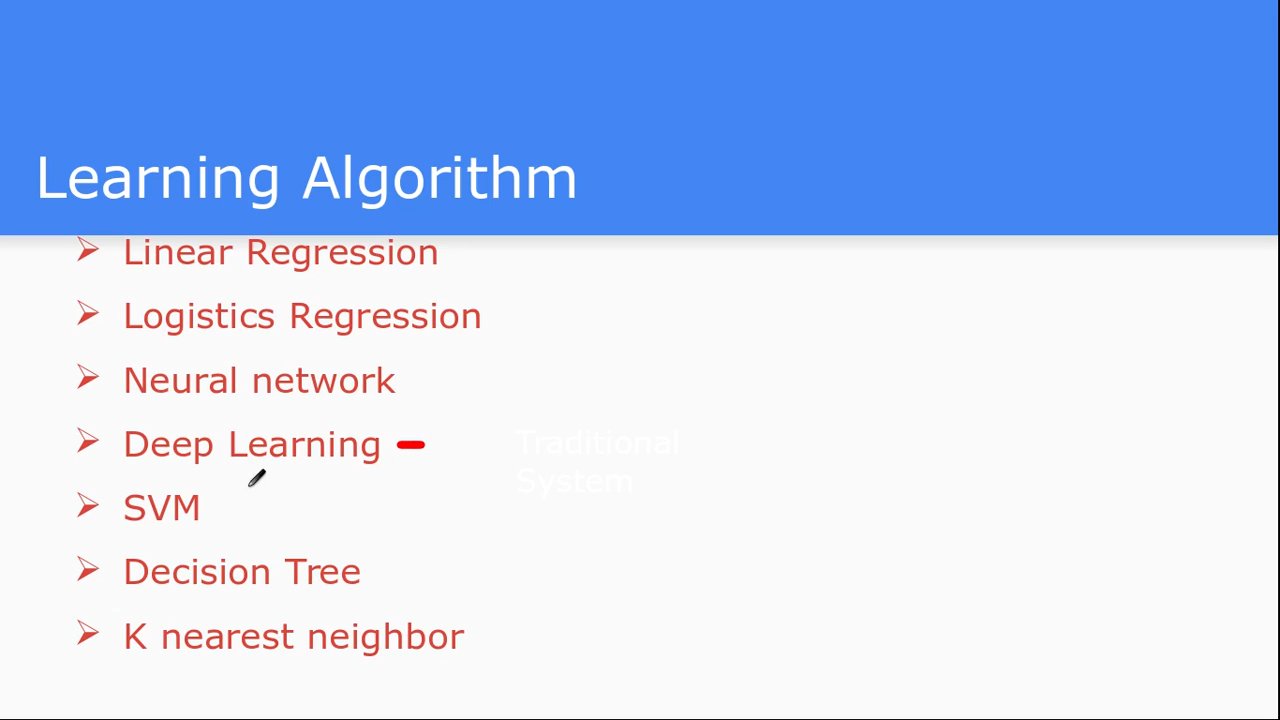 Learning Algorithm
Linear Regression
Logistics Regression
Neural network
Deep Learning
Traditional
System
SVM
Decision Tree
K nearest neighbor